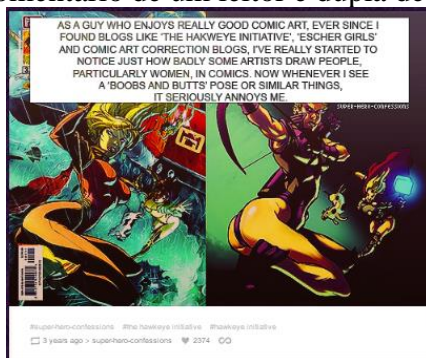 AS A GUY WHO ENJOYS REALLY GOOD COMIC ART, EVER SINCE I
FOUND BLOGS LIKE 'THE HAKWEYE INITIATIVE', 'ESCHER GIRLS'
AND COMIC ART CORRECTION BLOGS, I'VE REALLY STARTED TO
NOTICE JUST HOW BADLY SOME ARTISTS DRAW PEOPLE,
PARTICULARLY WOMEN, IN COMICS. NOW WHENEVER I SEE
A 'BOOBS AND BUTTS' POSE OR SIMILAR THINGS,
IT SERIOUSLY ANNOYS ME.
SUPER-HERO-CONFESSIONS
#super-hero-confessions #the hawkeye initiative #hawkeye initiative
3 years ago > super-hero-confessions 2374